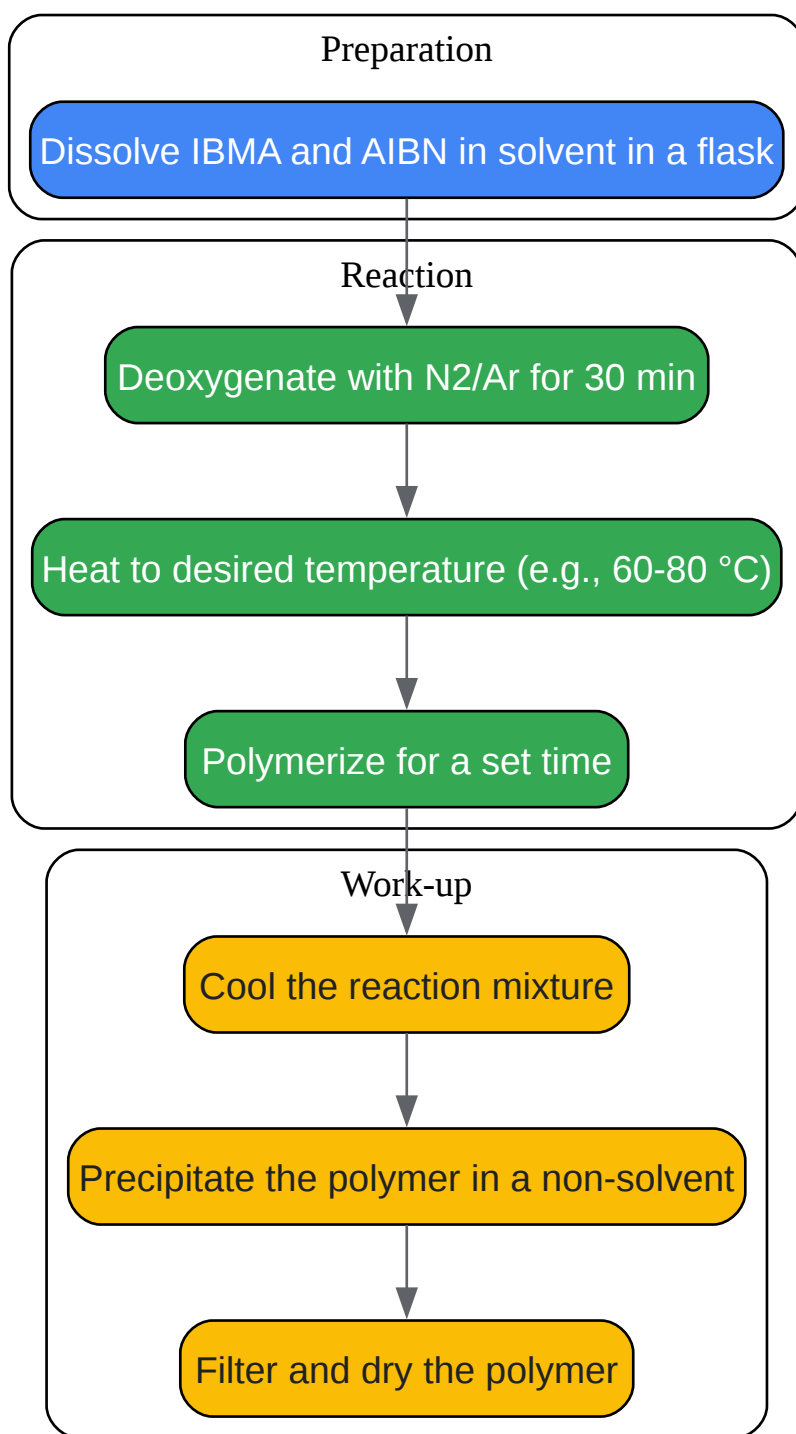 Preparation
Dissolve IBMA and AIBN in solvent in a flask
Reaction
Deoxygenate with N2/Ar for 30 min
Heat to desired temperature (e.g., 60-80 °C)
Polymerize for a set time
Work-up
Cool the reaction mixture
Precipitate the polymer in a non-solvent
Filter and dry the polymer